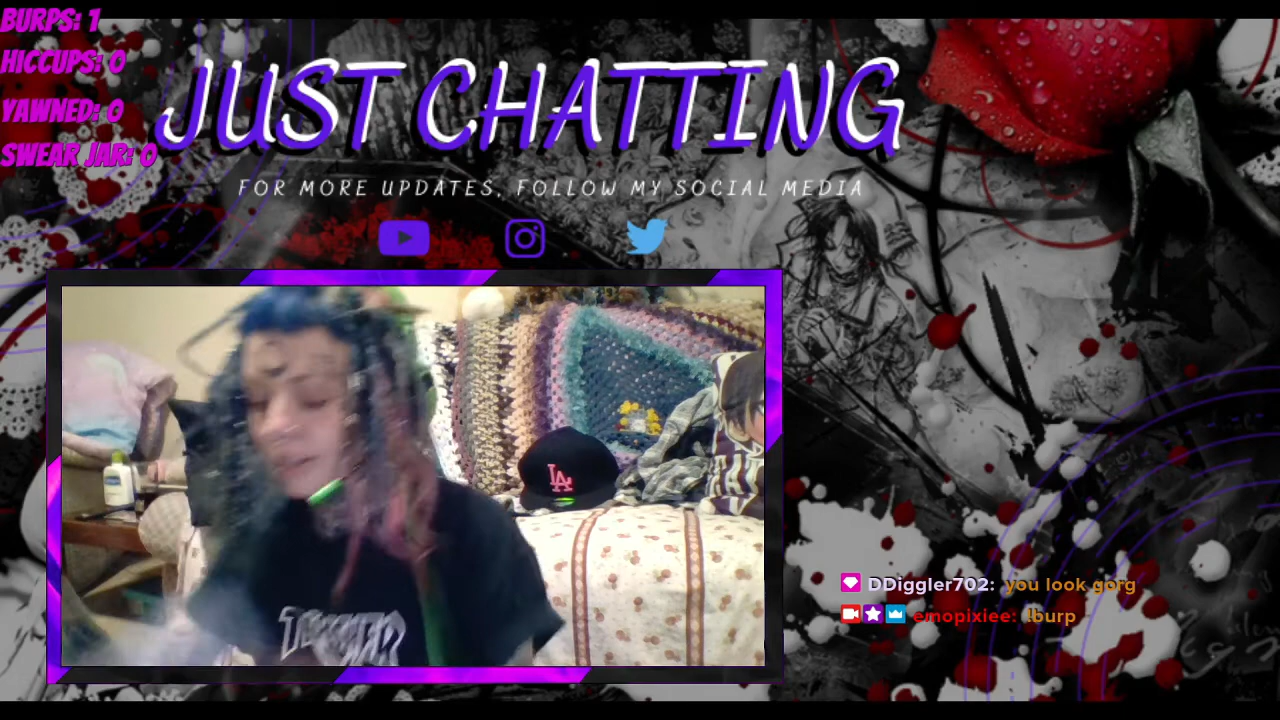 BURPS: 1
HICCUPS: 0
YAWNED: 0
SWEAR JAR: 0
JUST CHATTING
FOR MORE UPDATES, FOLLOW MY SOCIAL MEDIA
LA
DDiggler702: you look gorg
emopixiee: !burp